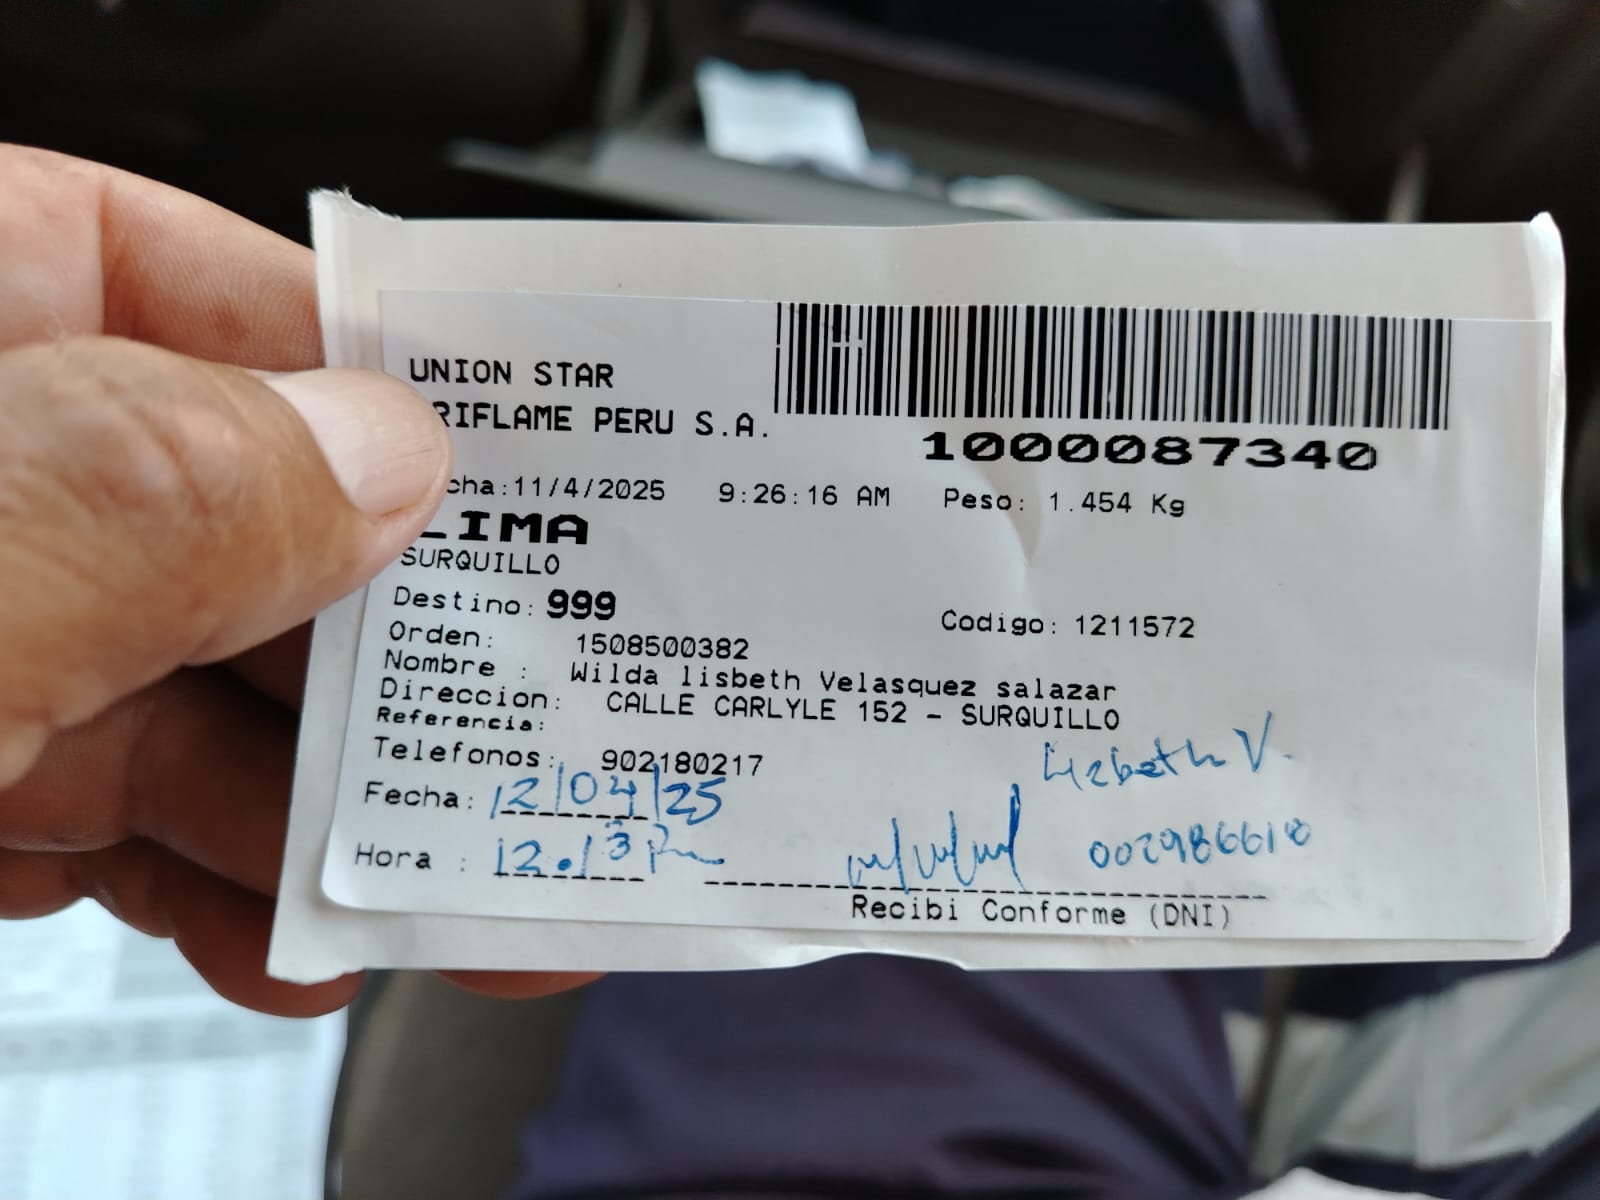 UNION STAR
RIFLAME PERU S.A.
1000087340
cha:11/4/2025 9:26:16 AM Peso: 1.454 Kg
LIMA
SURQUILLO
Destino: 999
Codigo: 1211572
Orden: 1508500382
Nombre : Wilda lisbeth Velasquez salazar
Direccion: CALLE CARLYLE 152 - SURQUILLO
Referencia:
Telefonos: 902180217
Lizbeth V.
Fecha: 12/04/25
Hora : 12.13 Pm
002986610
Recibi Conforme (DNI)